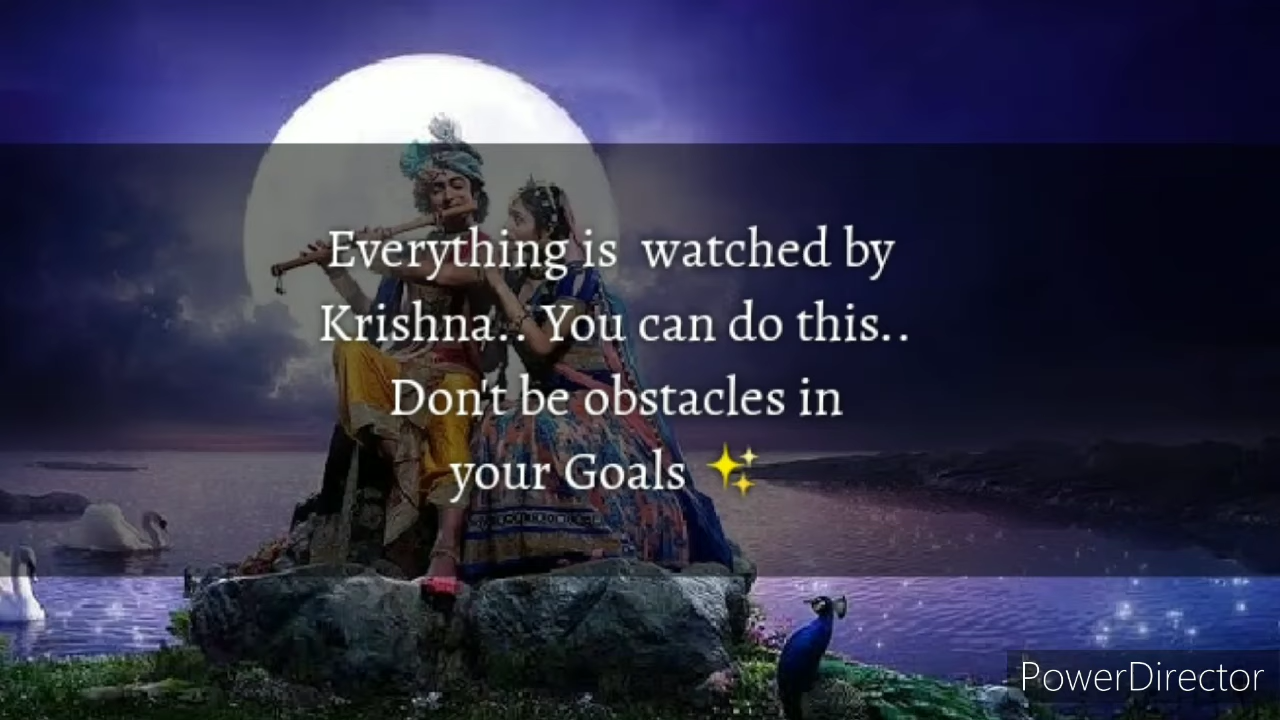 Everything is  watched by
Krishna.. You can do this..
Don't be obstacles in
your Goals ✨
PowerDirector